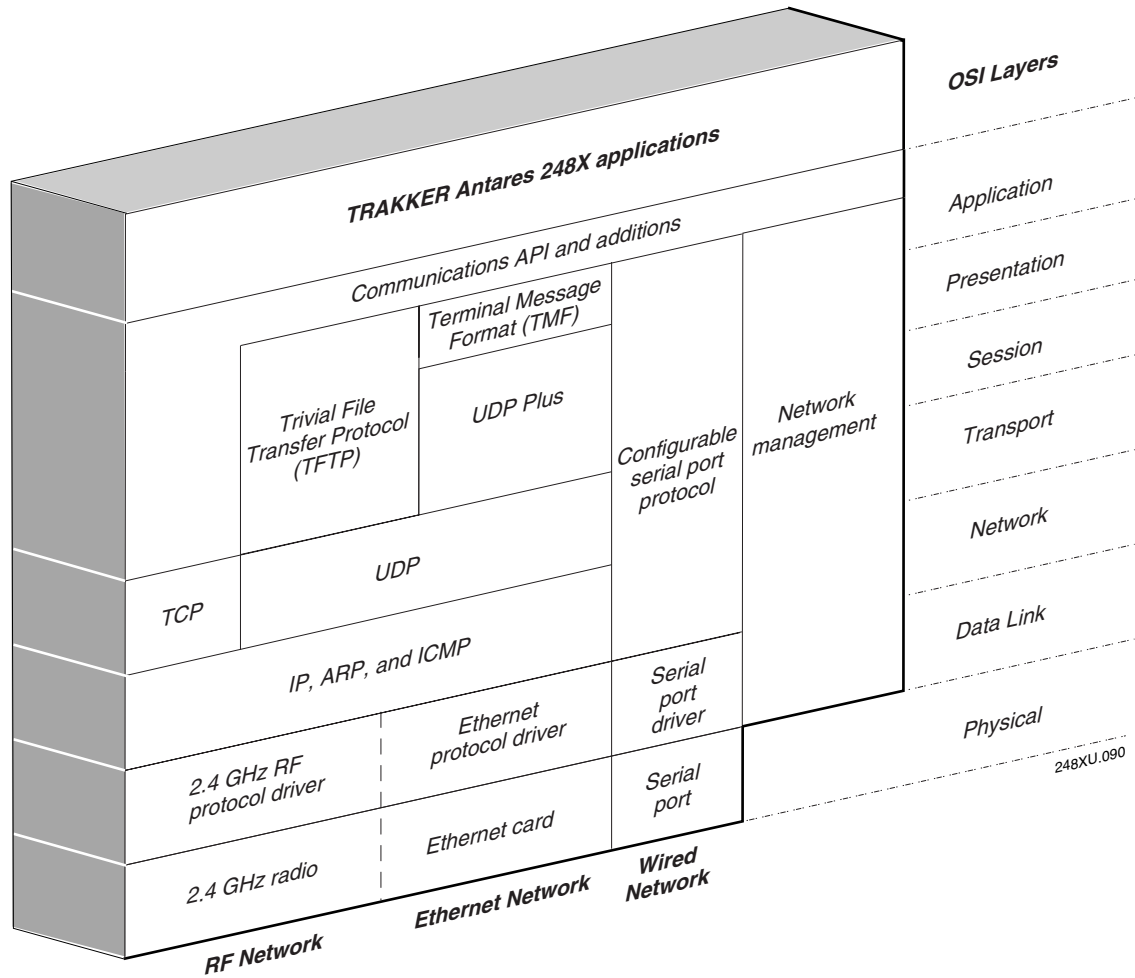 OSI Layers
TRAKKER Antares 248X applications
Application
Communications API and additions
Presentation
Terminal Message
Format (TMF)
Session
Trivial File
Transfer Protocol
(TFTP)
UDP Plus
Configurable
serial port
protocol
Network
management
Transport
Network
TCP
UDP
Data Link
IP, ARP, and ICMP
Serial
port
driver
Ethernet
protocol driver
2.4 GHz RF
protocol driver
Physical
248XU.090
Serial
port
Ethernet card
2.4 GHz radio
Wired
Network
Ethernet Network
RF Network